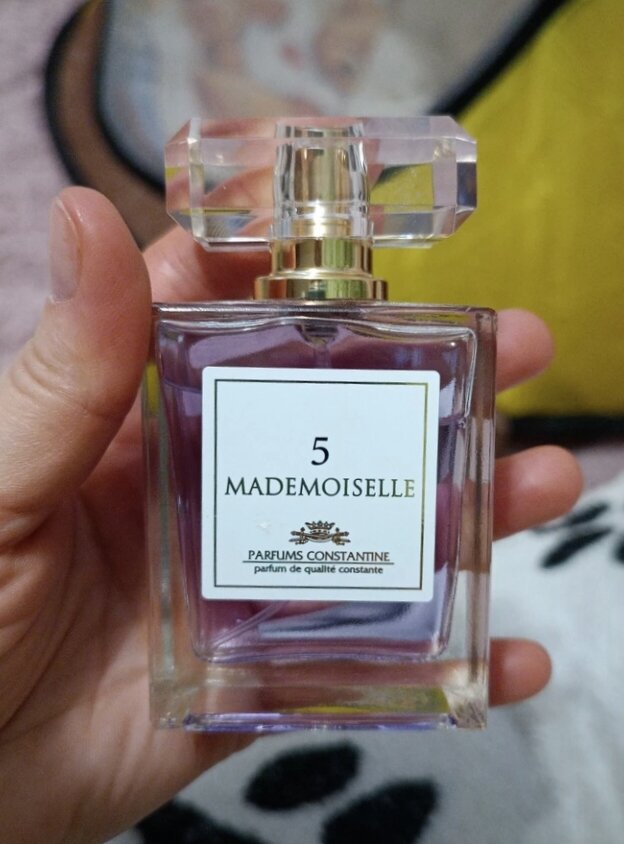 5
MADEMOISELLE
PARFUMS CONSTANTINE
parfum de qualité constante